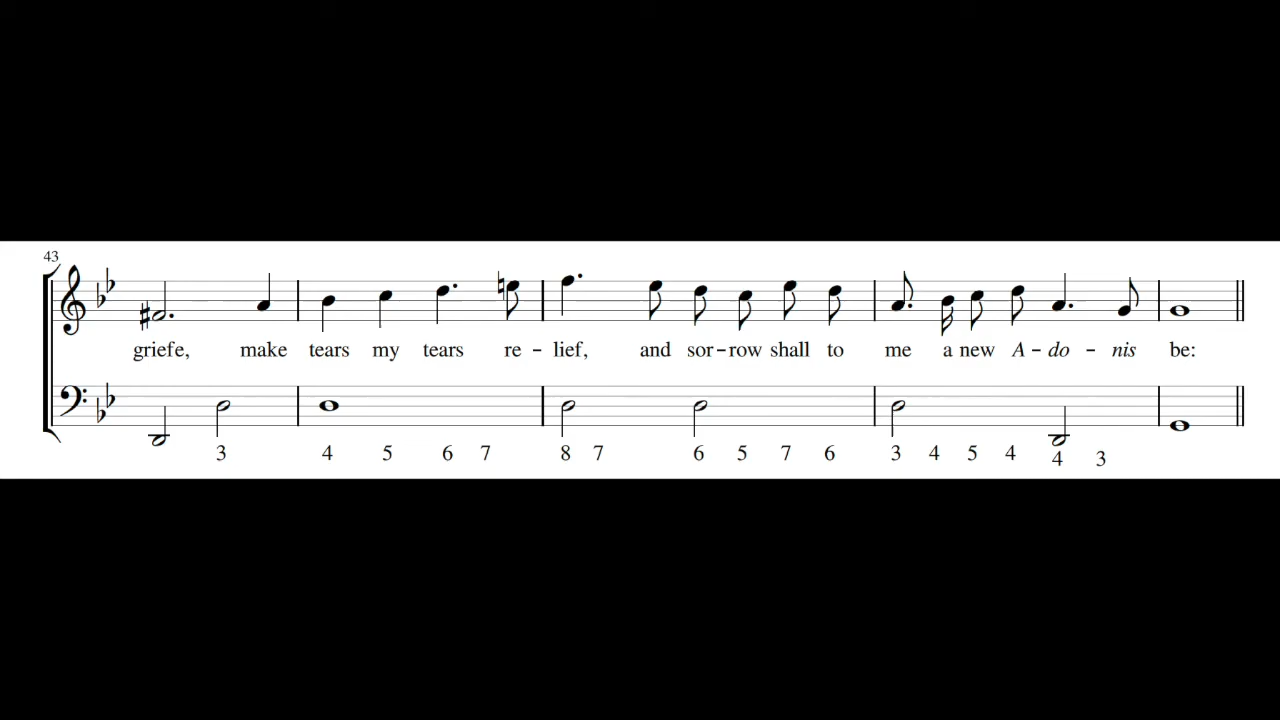 43
griefe, make tears my tears re - lief, and sor - row shall to me a new A - do - nis be:
3 4 5 6 7 8 7 6 5 7 6 3 4 5 4 4 3